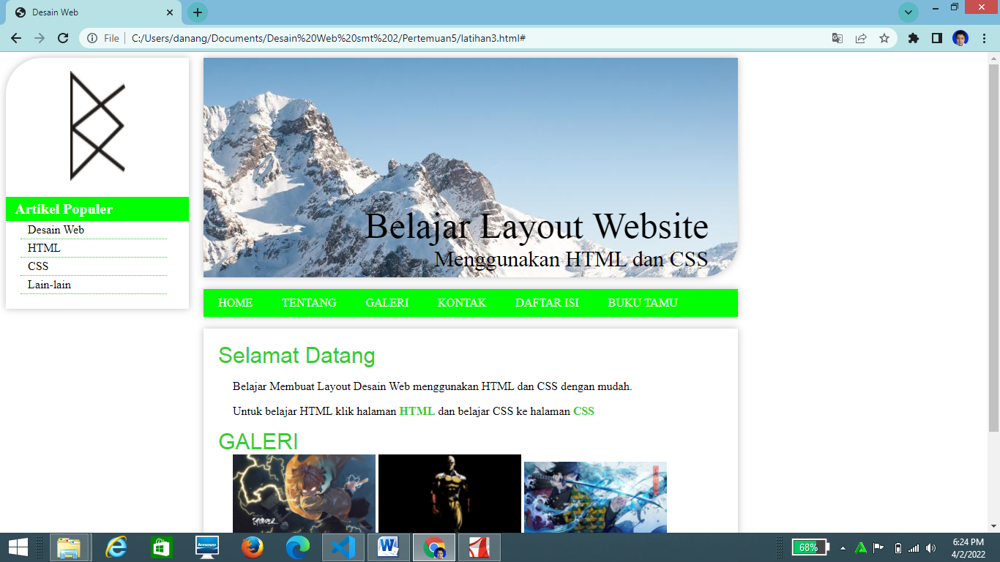 Desain Web
File
C:/Users/danang/Documents/Desain%20Web%20smt%202/Pertemuan5/latihan3.html#
Artikel Populer
Desain Web
HTML
CSS
Lain-lain
Belajar Layout Website
Menggunakan HTML dan CSS
HOME TENTANG GALERI KONTAK DAFTAR ISI BUKU TAMU
Selamat Datang
Belajar Membuat Layout Desain Web menggunakan HTML dan CSS dengan mudah.
Untuk belajar HTML klik halaman HTML dan belajar CSS ke halaman CSS
GALERI
lenovo
68%
6:24 PM
4/2/2022